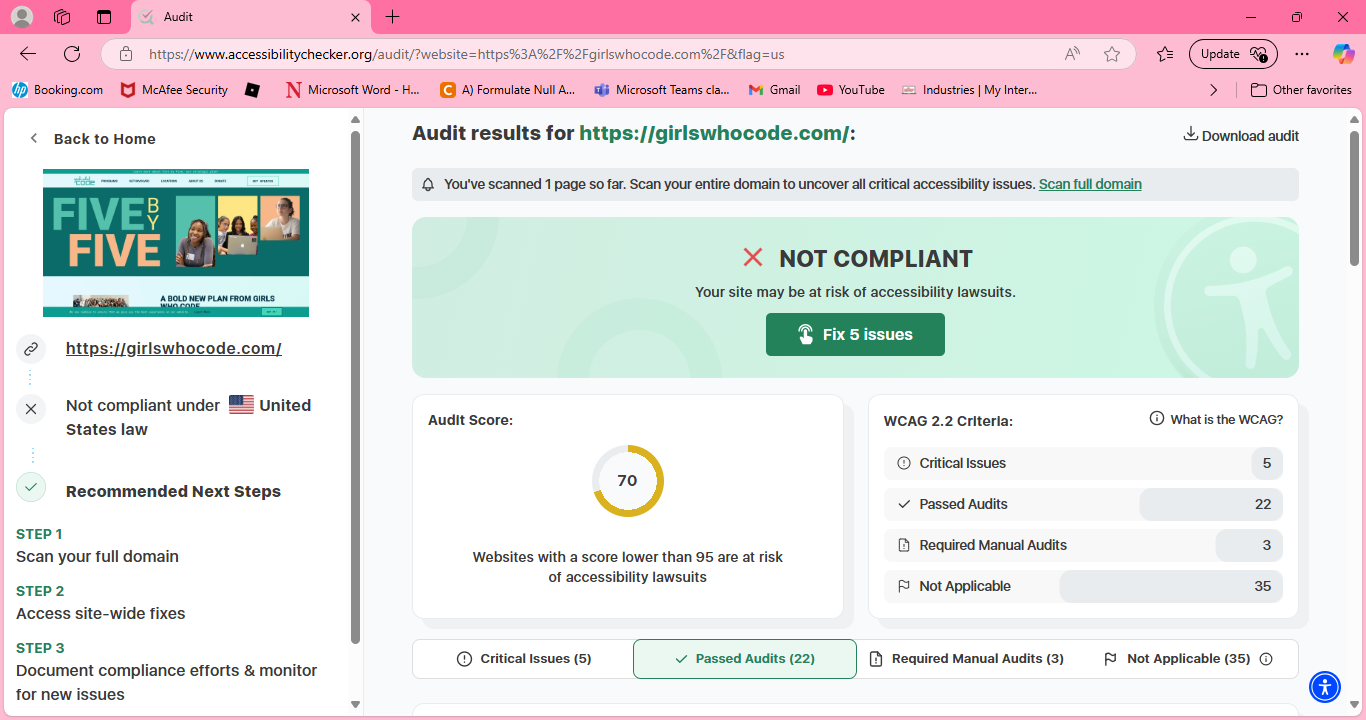 Audit
https://www.accessibilitychecker.org/audit/?website=https%3A%2F%2Fgirlswhocode.com%2F&flag=us
Update
Booking.com
McAfee Security
Microsoft Word - H...
A) Formulate Null A...
Microsoft Teams cla...
Gmail
YouTube
Industries | My Inter...
Other favorites
Back to Home
FIVE BY
FIVE
A BOLD NEW PLAN FROM GIRLS
WHO CODE
https://girlswhocode.com/
Not compliant under United
States law
Recommended Next Steps
STEP 1
Scan your full domain
STEP 2
Access site-wide fixes
STEP 3
Document compliance efforts & monitor
for new issues
Audit results for https://girlswhocode.com/:
Download audit
You've scanned 1 page so far. Scan your entire domain to uncover all critical accessibility issues. Scan full domain
NOT COMPLIANT
Your site may be at risk of accessibility lawsuits.
Fix 5 issues
Audit Score:
70
Websites with a score lower than 95 are at risk
of accessibility lawsuits
WCAG 2.2 Criteria:
What is the WCAG?
Critical Issues 5
Passed Audits 22
Required Manual Audits 3
Not Applicable 35
Critical Issues (5)
Passed Audits (22)
Required Manual Audits (3)
Not Applicable (35)